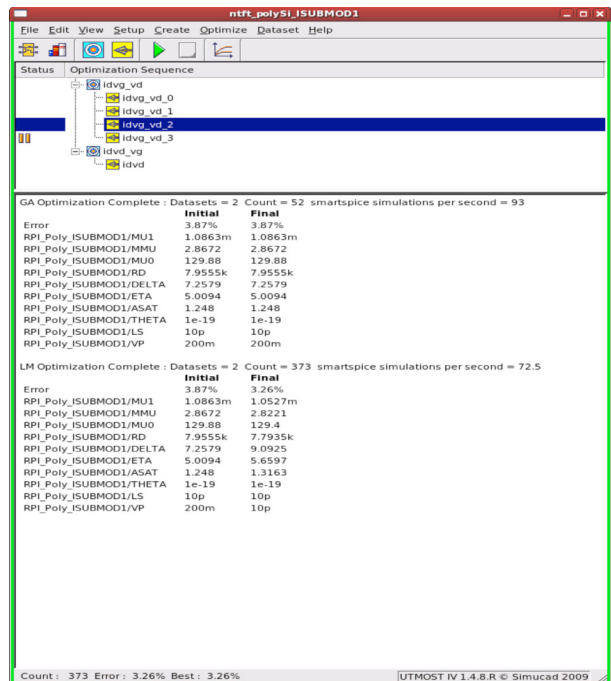 ntft_polySi_ISUBMOD1
File Edit View Setup Create Optimize Dataset Help
Status Optimization Sequence
idvg_vd
idvg_vd_0
idvg_vd_1
idvg_vd_2
idvg_vd_3
idvd_vg
idvd
GA Optimization Complete : Datasets = 2 Count = 52 smartspice simulations per second = 93
Initial Final
Error 3.87% 3.87%
RPI_Poly_ISUBMOD1/MU1 1.0863m 1.0863m
RPI_Poly_ISUBMOD1/MMU 2.8672 2.8672
RPI_Poly_ISUBMOD1/MU0 129.88 129.88
RPI_Poly_ISUBMOD1/RD 7.9555k 7.9555k
RPI_Poly_ISUBMOD1/DELTA 7.2579 7.2579
RPI_Poly_ISUBMOD1/ETA 5.0094 5.0094
RPI_Poly_ISUBMOD1/ASAT 1.248 1.248
RPI_Poly_ISUBMOD1/THETA 1e-19 1e-19
RPI_Poly_ISUBMOD1/LS 10p 10p
RPI_Poly_ISUBMOD1/VP 200m 200m
LM Optimization Complete : Datasets = 2 Count = 373 smartspice simulations per second = 72.5
Initial Final
Error 3.87% 3.26%
RPI_Poly_ISUBMOD1/MU1 1.0863m 1.0527m
RPI_Poly_ISUBMOD1/MMU 2.8672 2.8221
RPI_Poly_ISUBMOD1/MU0 129.88 129.4
RPI_Poly_ISUBMOD1/RD 7.9555k 7.7935k
RPI_Poly_ISUBMOD1/DELTA 7.2579 9.0925
RPI_Poly_ISUBMOD1/ETA 5.0094 5.6597
RPI_Poly_ISUBMOD1/ASAT 1.248 1.3163
RPI_Poly_ISUBMOD1/THETA 1e-19 1e-19
RPI_Poly_ISUBMOD1/LS 10p 10p
RPI_Poly_ISUBMOD1/VP 200m 10p
Count : 373 Error : 3.26% Best : 3.26% UTMOST IV 1.4.8.R © Simucad 2009